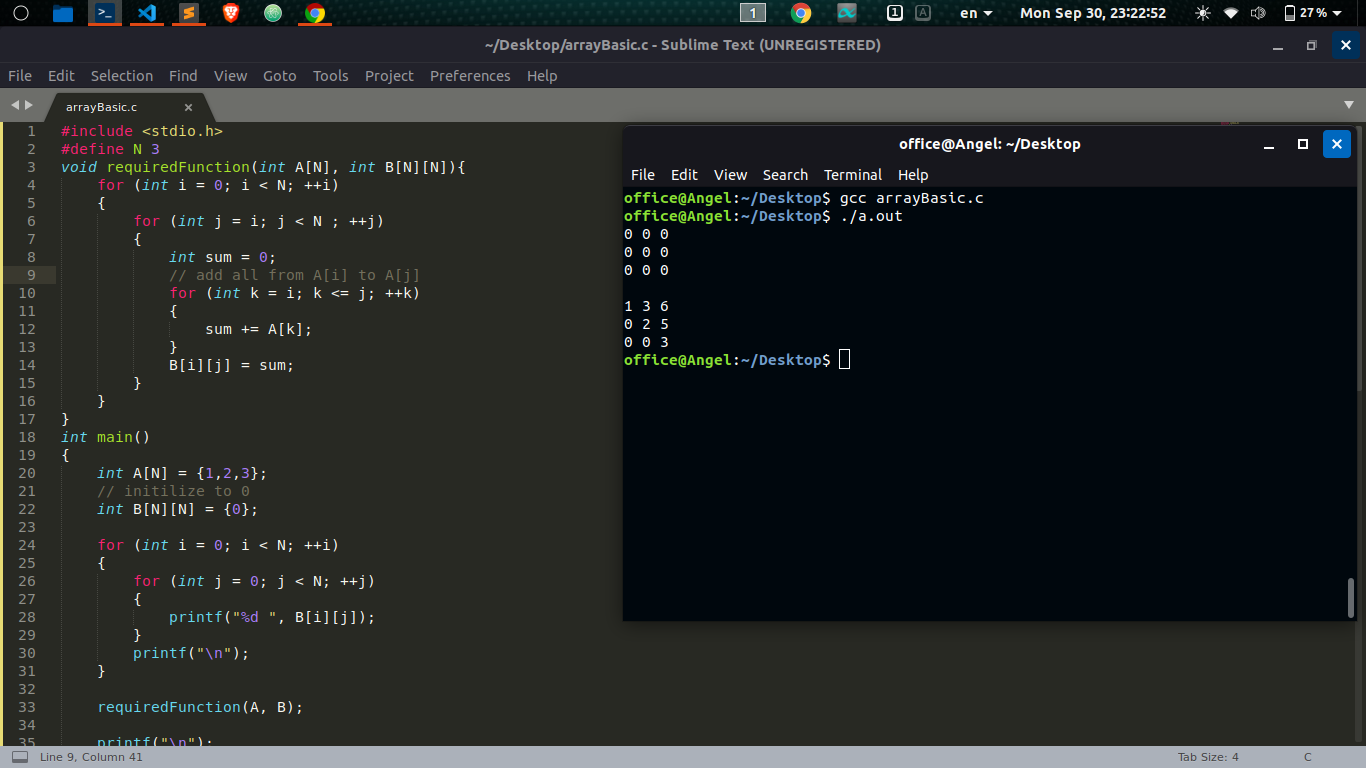 1
1
A
en
Mon Sep 30, 23:22:52
27 %
~/Desktop/arrayBasic.c - Sublime Text (UNREGISTERED)
File Edit Selection Find View Goto Tools Project Preferences Help
arrayBasic.c
1 #include <stdio.h>
2 #define N 3
3 void requiredFunction(int A[N], int B[N][N]){
4     for (int i = 0; i < N; ++i)
5     {
6         for (int j = i; j < N ; ++j)
7         {
8             int sum = 0;
9             // add all from A[i] to A[j]
10             for (int k = i; k <= j; ++k)
11             {
12                 sum += A[k];
13             }
14             B[i][j] = sum;
15         }
16     }
17 }
18 int main()
19 {
20     int A[N] = {1,2,3};
21     // initilize to 0
22     int B[N][N] = {0};
23
24     for (int i = 0; i < N; ++i)
25     {
26         for (int j = 0; j < N; ++j)
27         {
28             printf("%d ", B[i][j]);
29         }
30         printf("\n");
31     }
32
33     requiredFunction(A, B);
34
35     printf("\n");
office@Angel: ~/Desktop
File Edit View Search Terminal Help
office@Angel:~/Desktop$ gcc arrayBasic.c
office@Angel:~/Desktop$ ./a.out
0 0 0
0 0 0
0 0 0

1 3 6
0 2 5
0 0 3
office@Angel:~/Desktop$
Line 9, Column 41
Tab Size: 4
C